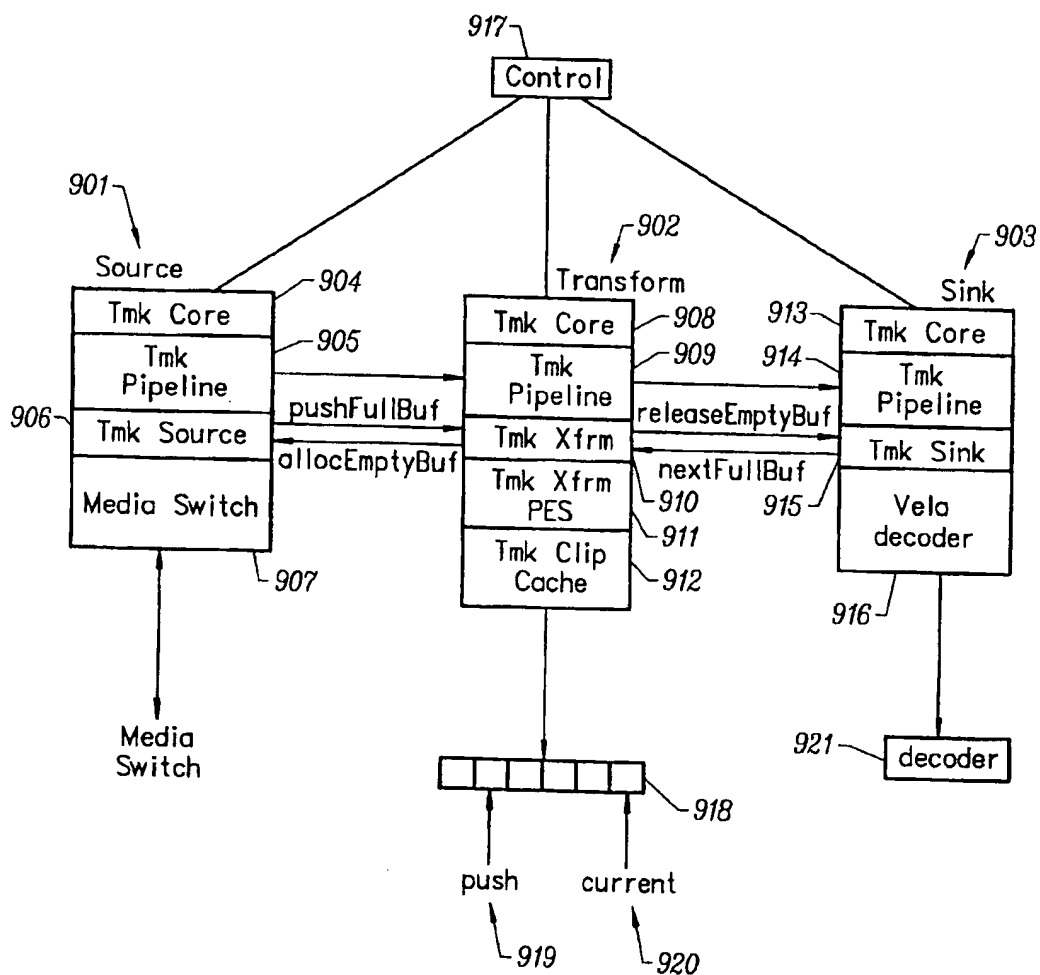 917
Control
901
902
903
Source
904
Transform
Sink
Tmk Core
Tmk Core
908
913
Tmk Core
905
Tmk
Pipeline
Tmk
Pipeline
909
914
Tmk
Pipeline
906
pushFullBuf
releaseEmptyBuf
Tmk Source
Tmk Xfrm
Tmk Sink
allocEmptyBuf
nextFullBuf
910
915
Media Switch
Tmk Xfrm
PES
911
Vela
decoder
907
Tmk Clip
Cache
912
916
Media
Switch
921
decoder
918
push
current
919
920